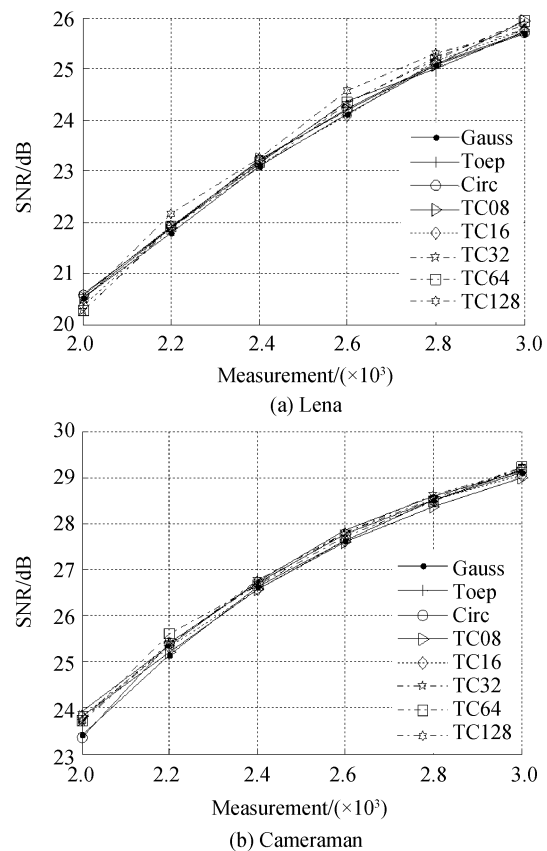 26
25
24
23
22
21
20
SNR/dB
Gauss
Toep
Circ
TC08
TC16
TC32
TC64
TC128
2.0 2.2 2.4 2.6 2.8 3.0
Measurement/(×10³)
(a) Lena
30
29
28
27
26
25
24
23
SNR/dB
Gauss
Toep
Circ
TC08
TC16
TC32
TC64
TC128
2.0 2.2 2.4 2.6 2.8 3.0
Measurement/(×10³)
(b) Cameraman